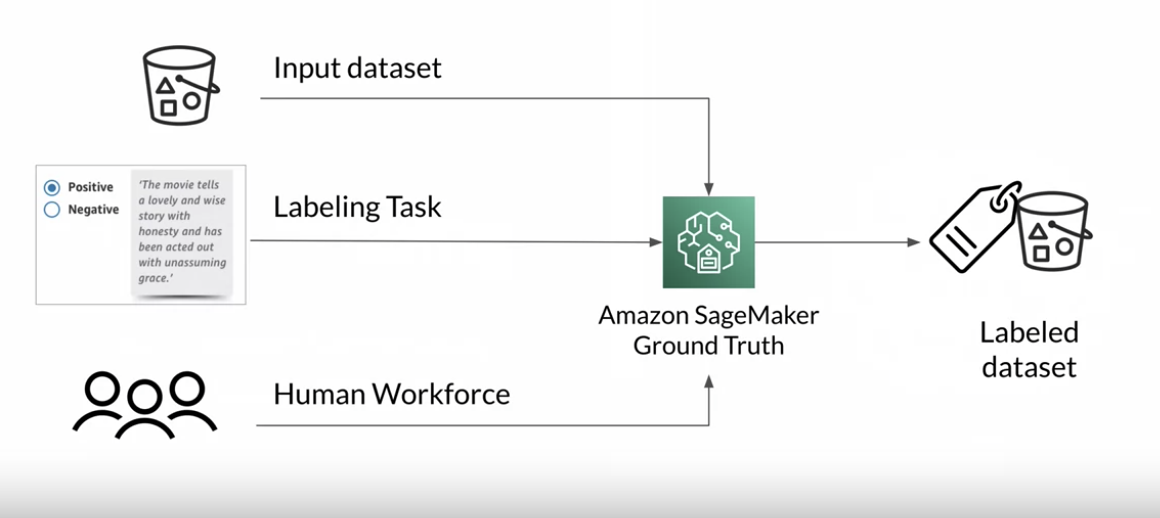 Input dataset
Positive
Negative
'The movie tells
a lovely and wise
story with
honesty and has
been acted out
with unassuming
grace.'
Labeling Task
Amazon SageMaker
Ground Truth
Human Workforce
Labeled
dataset